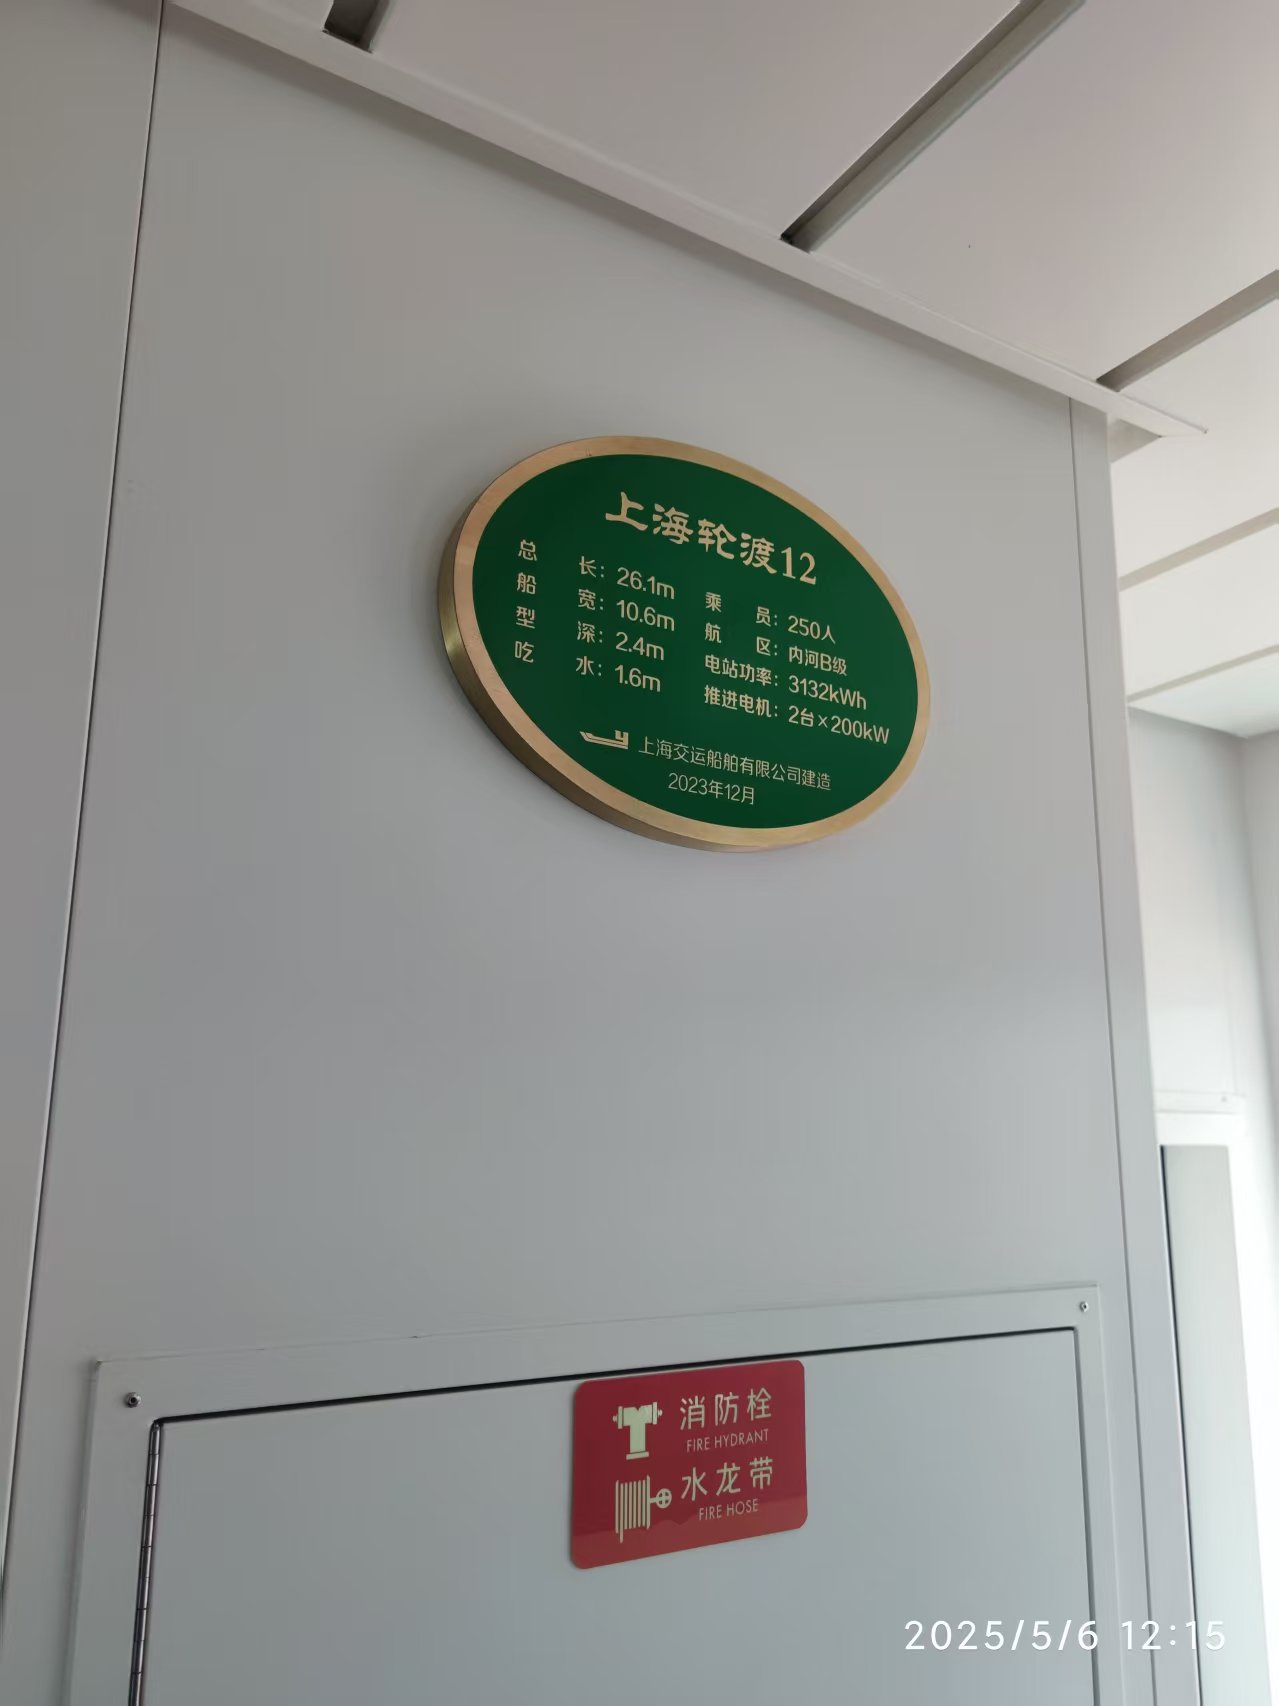 上海轮渡12
总 长：26.1m
船 宽：10.6m
型 深：2.4m
吃 水：1.6m
乘 员：250人
航 区：内河B级
电站功率：3132kWh
推进电机：2台×200kW
上海交运船舶有限公司建造
2023年12月
消防栓
FIRE HYDRANT
水龙带
FIRE HOSE
2025/5/6 12:15